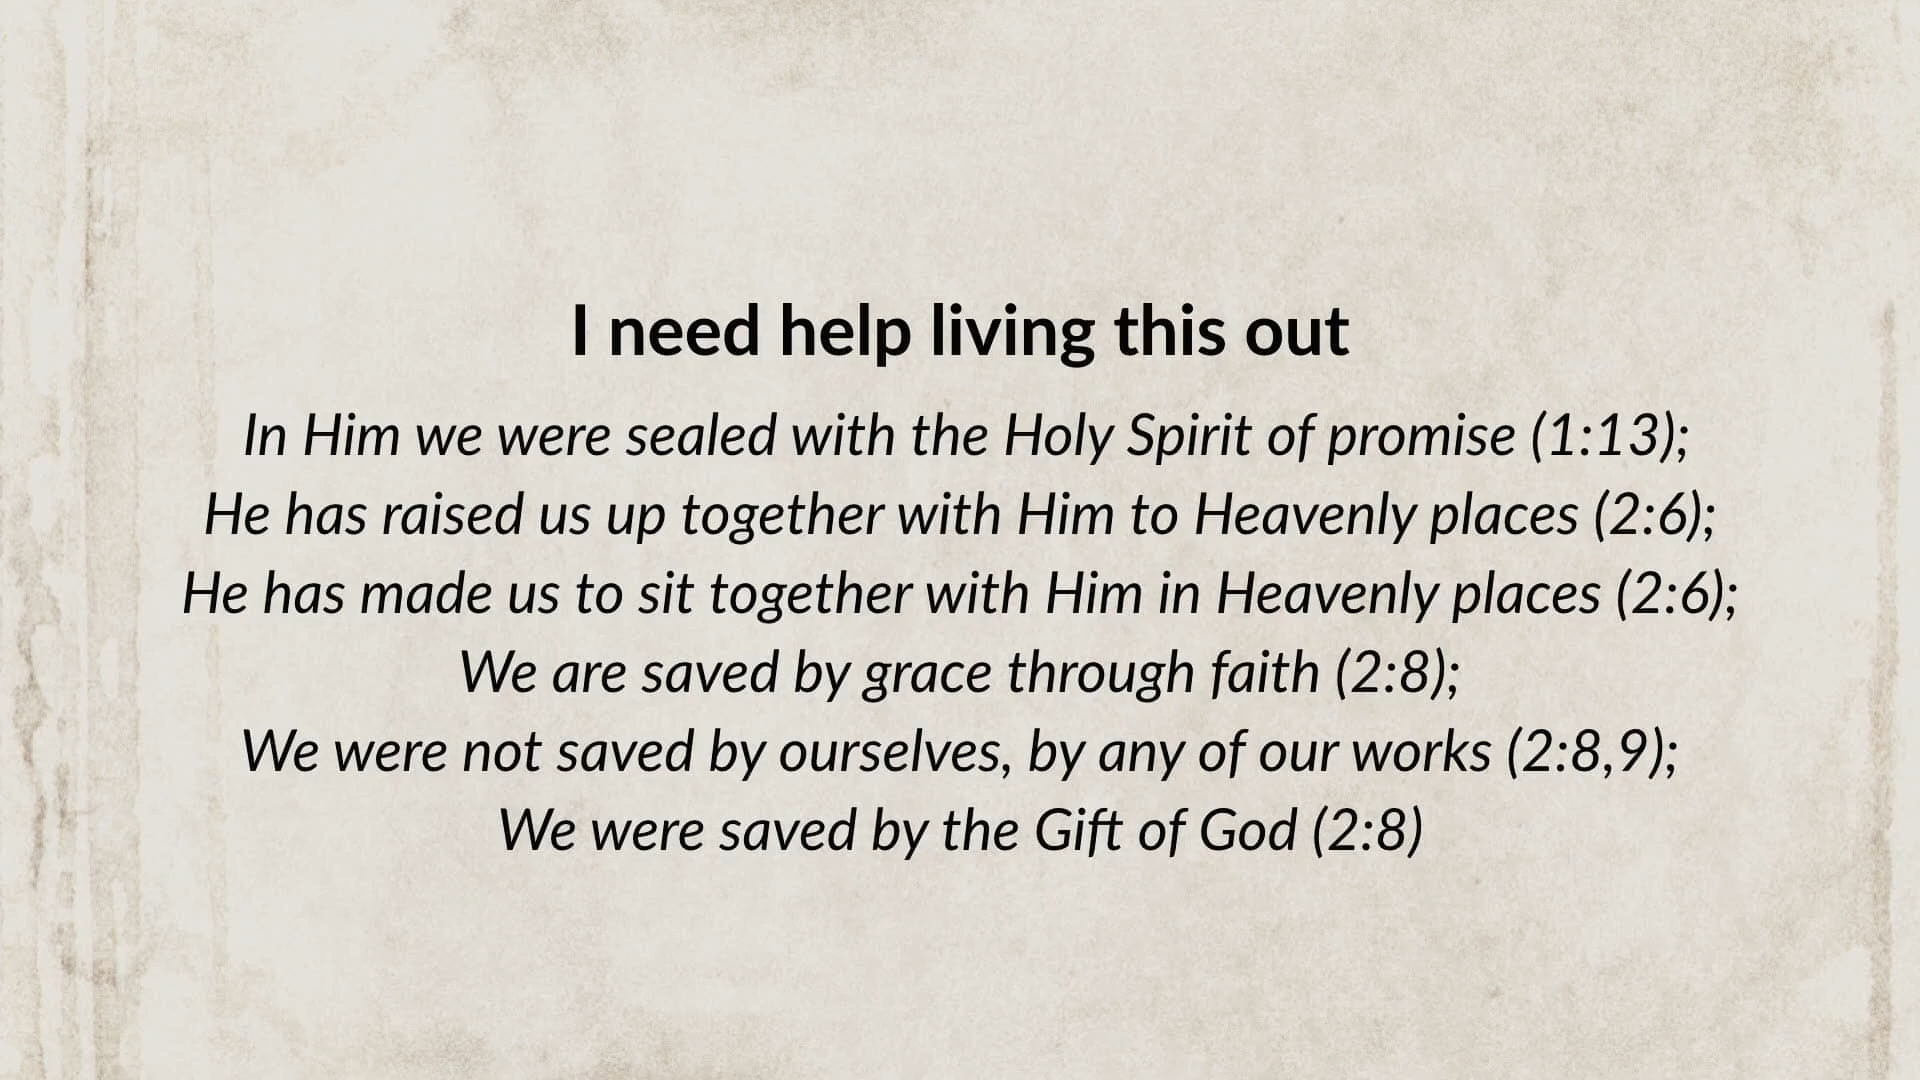 I need help living this out
In Him we were sealed with the Holy Spirit of promise (1:13);
He has raised us up together with Him to Heavenly places (2:6);
He has made us to sit together with Him in Heavenly places (2:6);
We are saved by grace through faith (2:8);
We were not saved by ourselves, by any of our works (2:8,9);
We were saved by the Gift of God (2:8)